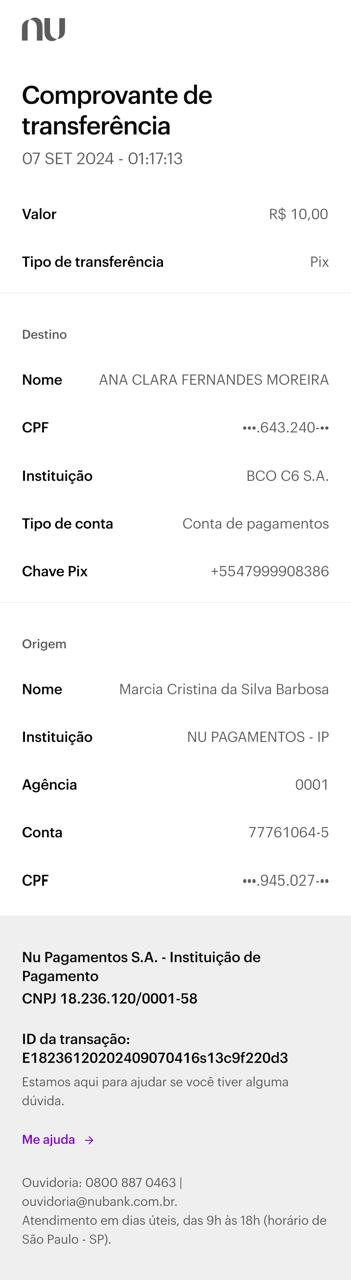 nu
Comprovante de
transferência
07 SET 2024 - 01:17:13
Valor R$ 10,00
Tipo de transferência Pix
Destino
Nome ANA CLARA FERNANDES MOREIRA
CPF •••.643.240-••
Instituição BCO C6 S.A.
Tipo de conta Conta de pagamentos
Chave Pix +5547999908386
Origem
Nome Marcia Cristina da Silva Barbosa
Instituição NU PAGAMENTOS - IP
Agência 0001
Conta 77761064-5
CPF •••.945.027-••
Nu Pagamentos S.A. - Instituição de
Pagamento
CNPJ 18.236.120/0001-58
ID da transação:
E18236120202409070416s13c9f220d3
Estamos aqui para ajudar se você tiver alguma
dúvida.
Me ajuda →
Ouvidoria: 0800 887 0463 |
ouvidoria@nubank.com.br.
Atendimento em dias úteis, das 9h às 18h (horário de
São Paulo - SP).